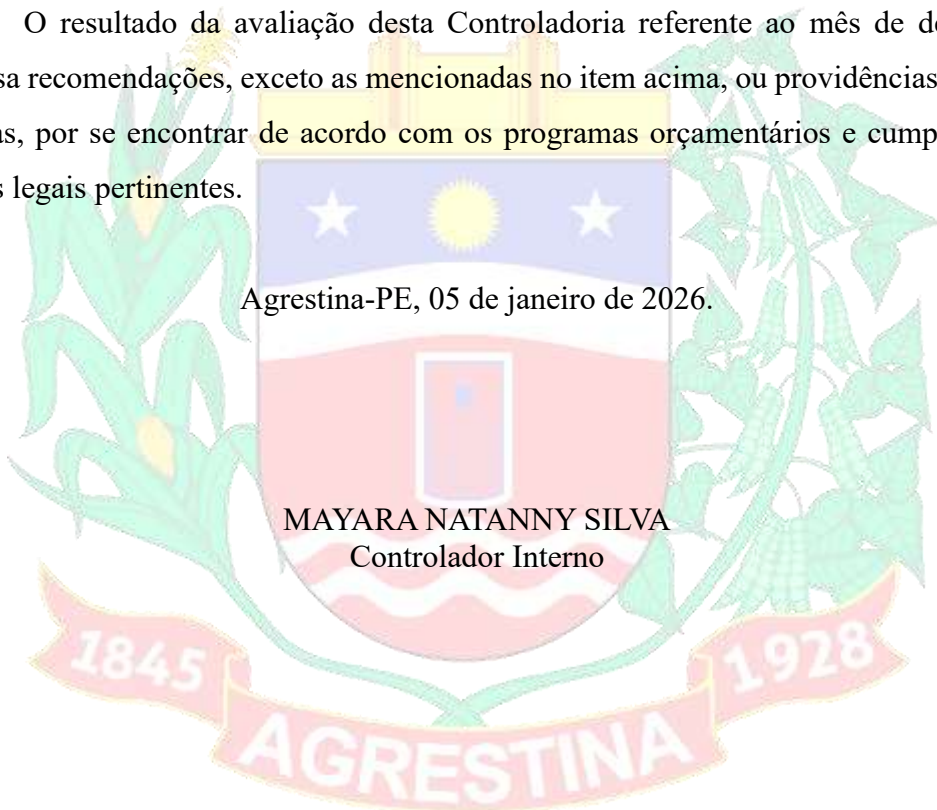 O resultado da avaliação desta Controladoria referente ao mês de de
sa recomendações, exceto as mencionadas no item acima, ou providências
as, por se encontrar de acordo com os programas orçamentários e cump
s legais pertinentes.
Agrestina-PE, 05 de janeiro de 2026.
MAYARA NATANNY SILVA
Controlador Interno
1845
1928
AGRESTINA